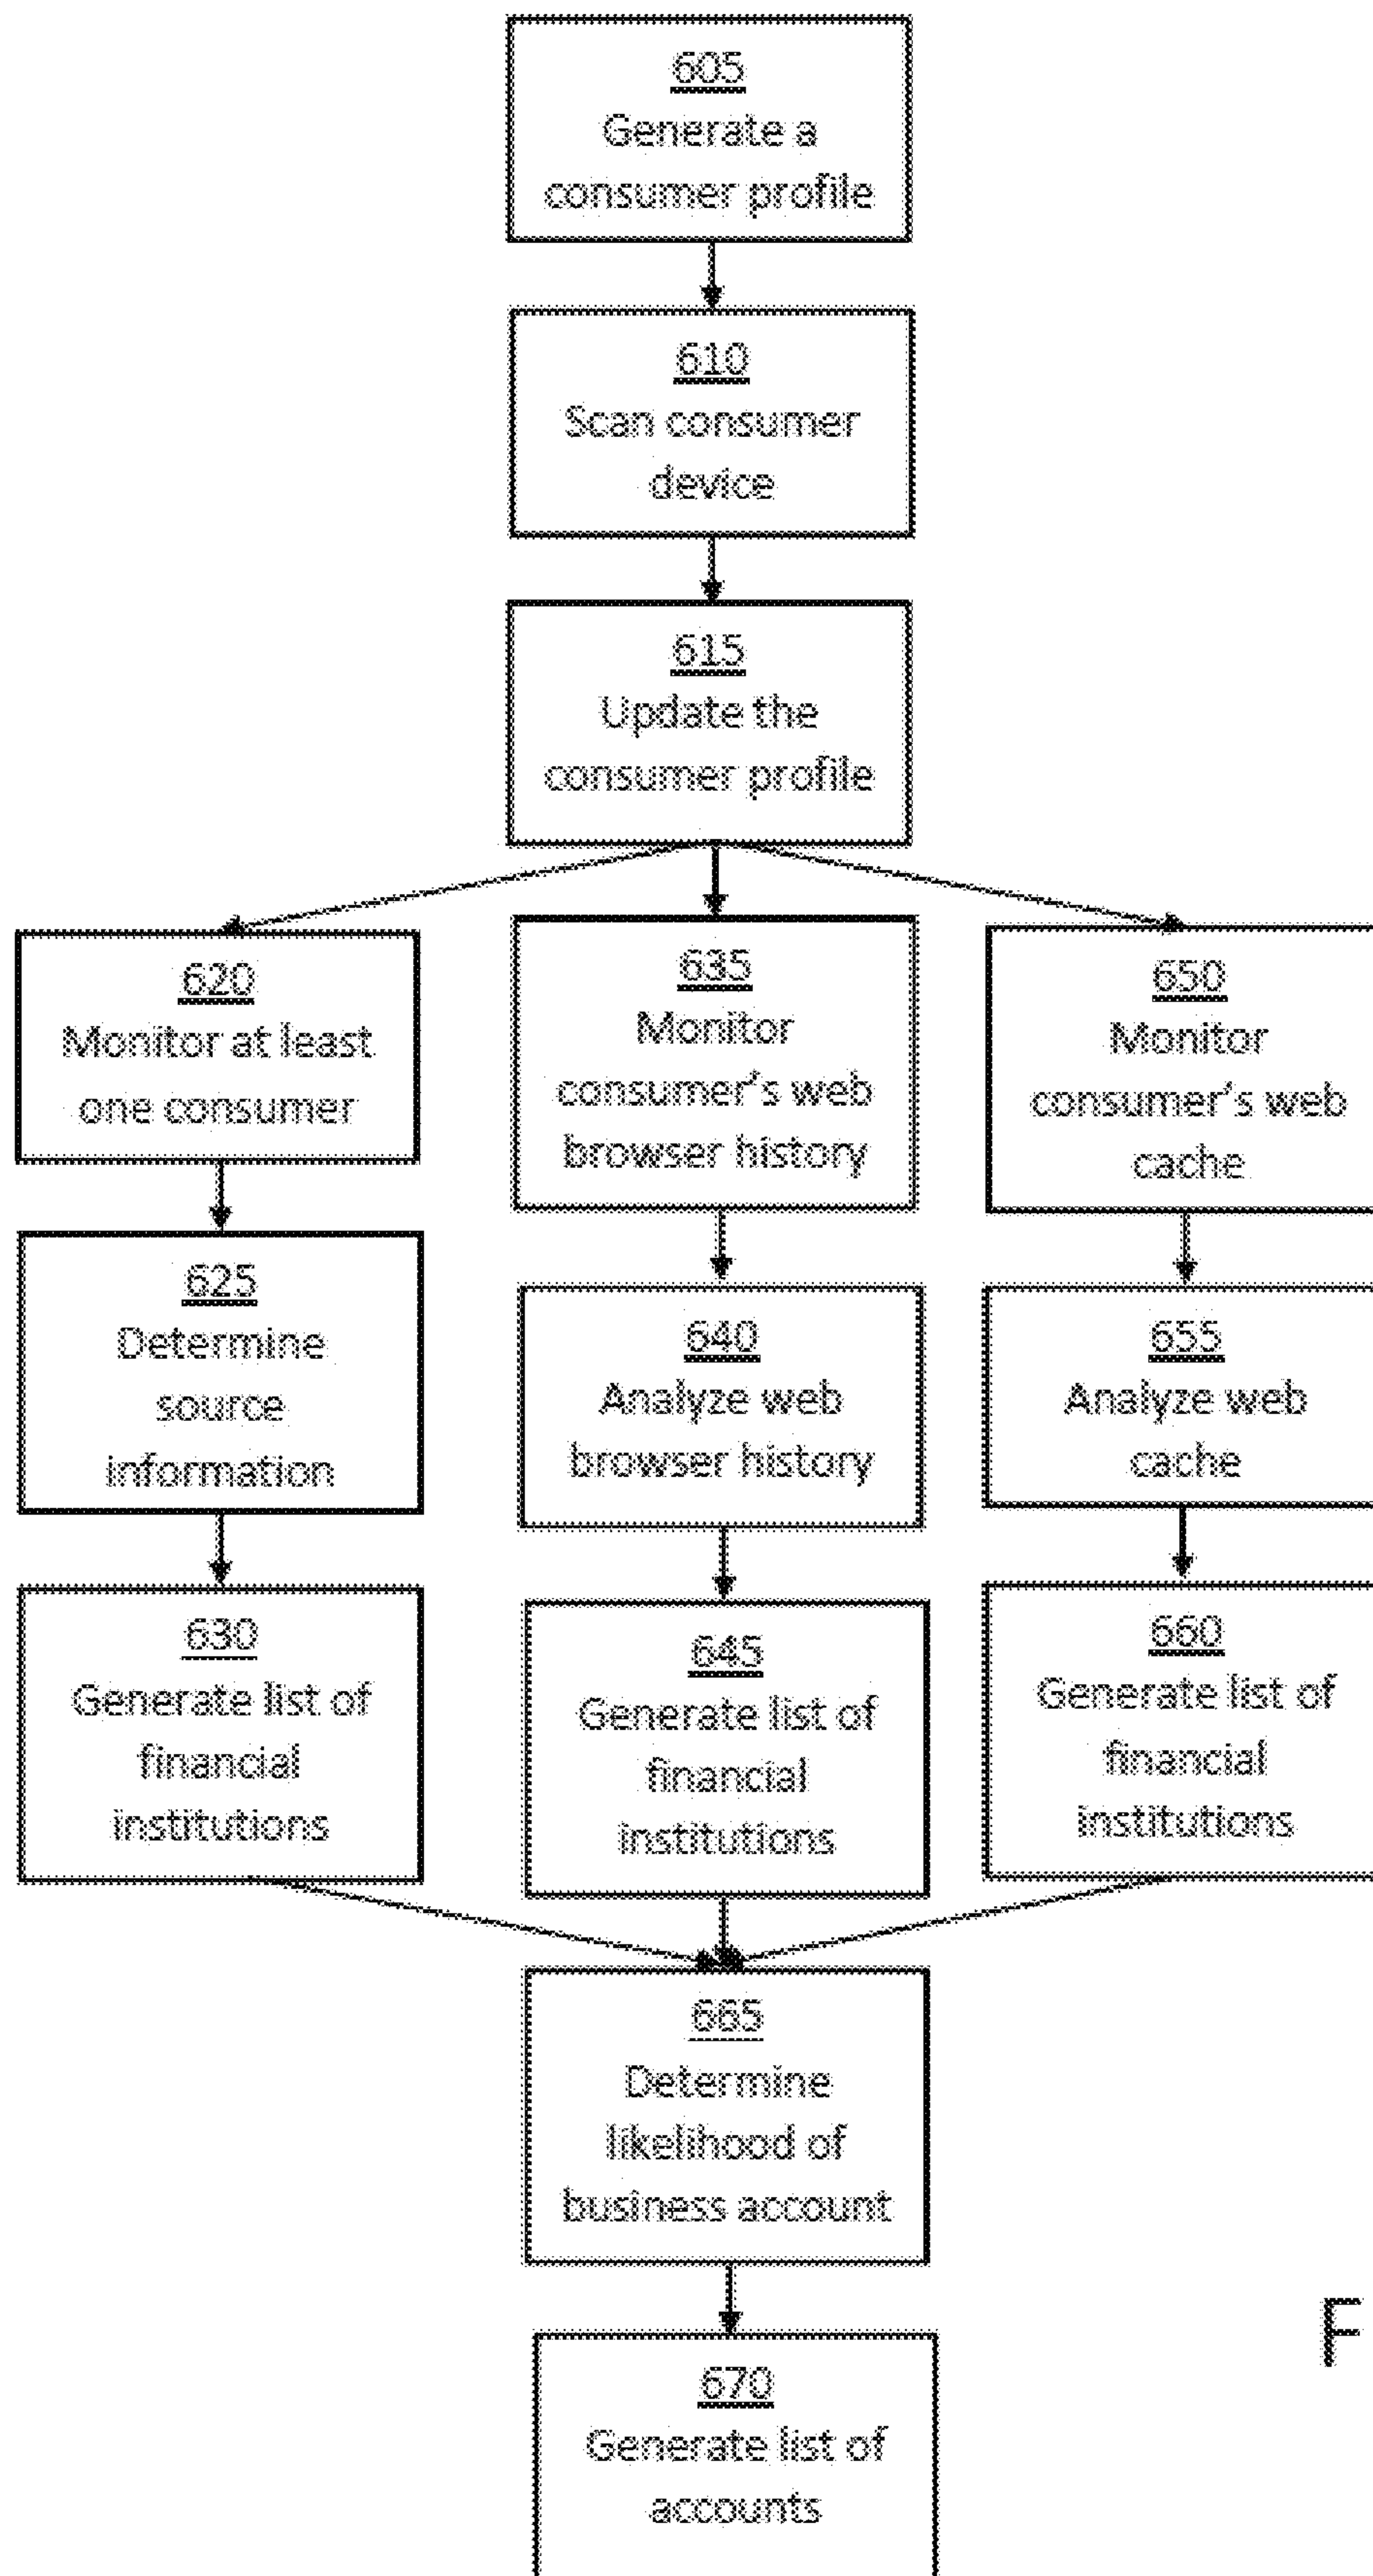 605
Generate a
consumer profile
610
Scan consumer
device
615
Update the
consumer profile
620
Monitor at least
one consumer
625
Determine
source
information
630
Generate list of
financial
institutions
635
Monitor
consumer's web
browser history
640
Analyze web
browser history
645
Generate list of
financial
institutions
650
Monitor
consumer's web
cache
655
Analyze web
cache
660
Generate list of
financial
institutions
665
Determine
likelihood of
business account
670
Generate list of
accounts
F